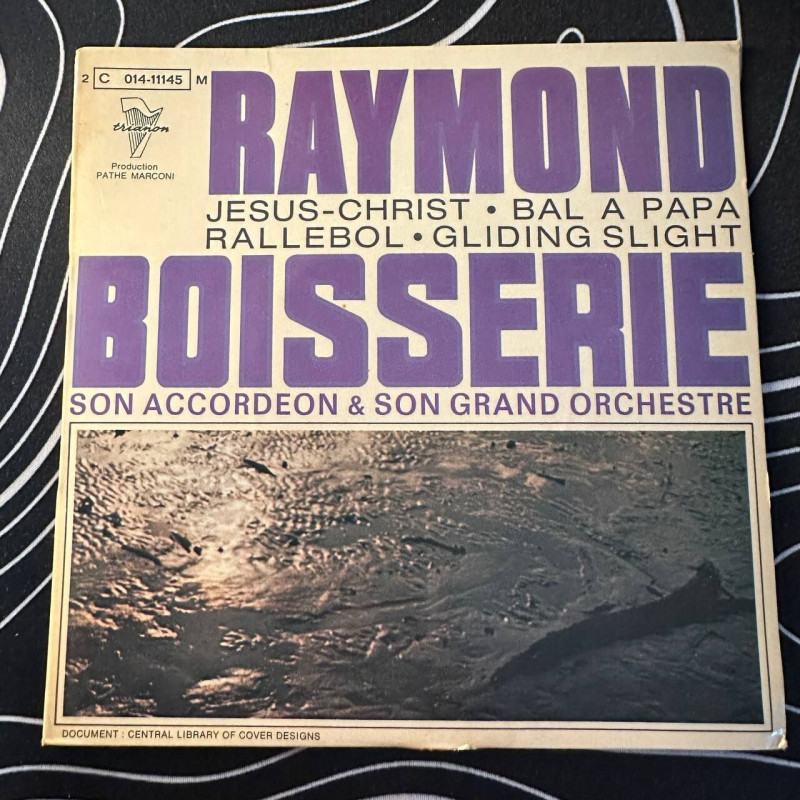 2 C 014-11145 M
trianon
Production
PATHE MARCONI
RAYMOND
JESUS-CHRIST • BAL A PAPA
RALLEBOL • GLIDING SLIGHT
BOISSERIE
SON ACCORDEON & SON GRAND ORCHESTRE
DOCUMENT : CENTRAL LIBRARY OF COVER DESIGNS